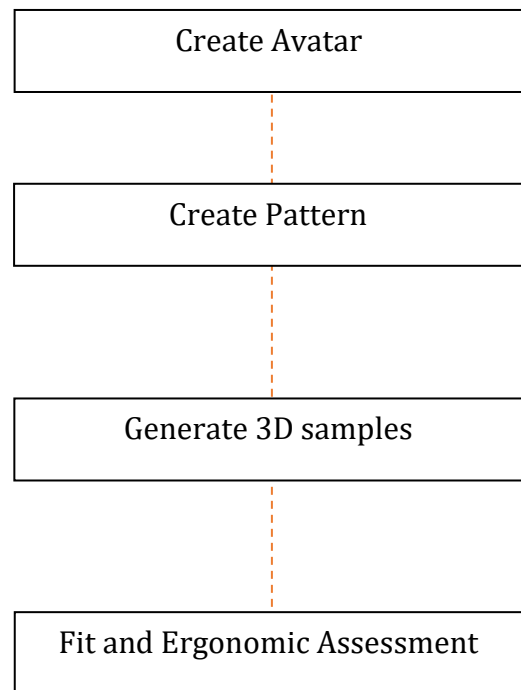 Create Avatar
Create Pattern
Generate 3D samples
Fit and Ergonomic Assessment